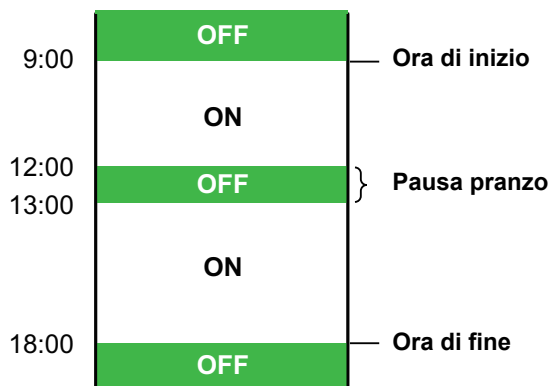 OFF
9:00 Ora di inizio
ON
12:00
OFF Pausa pranzo
13:00
ON
18:00 Ora di fine
OFF